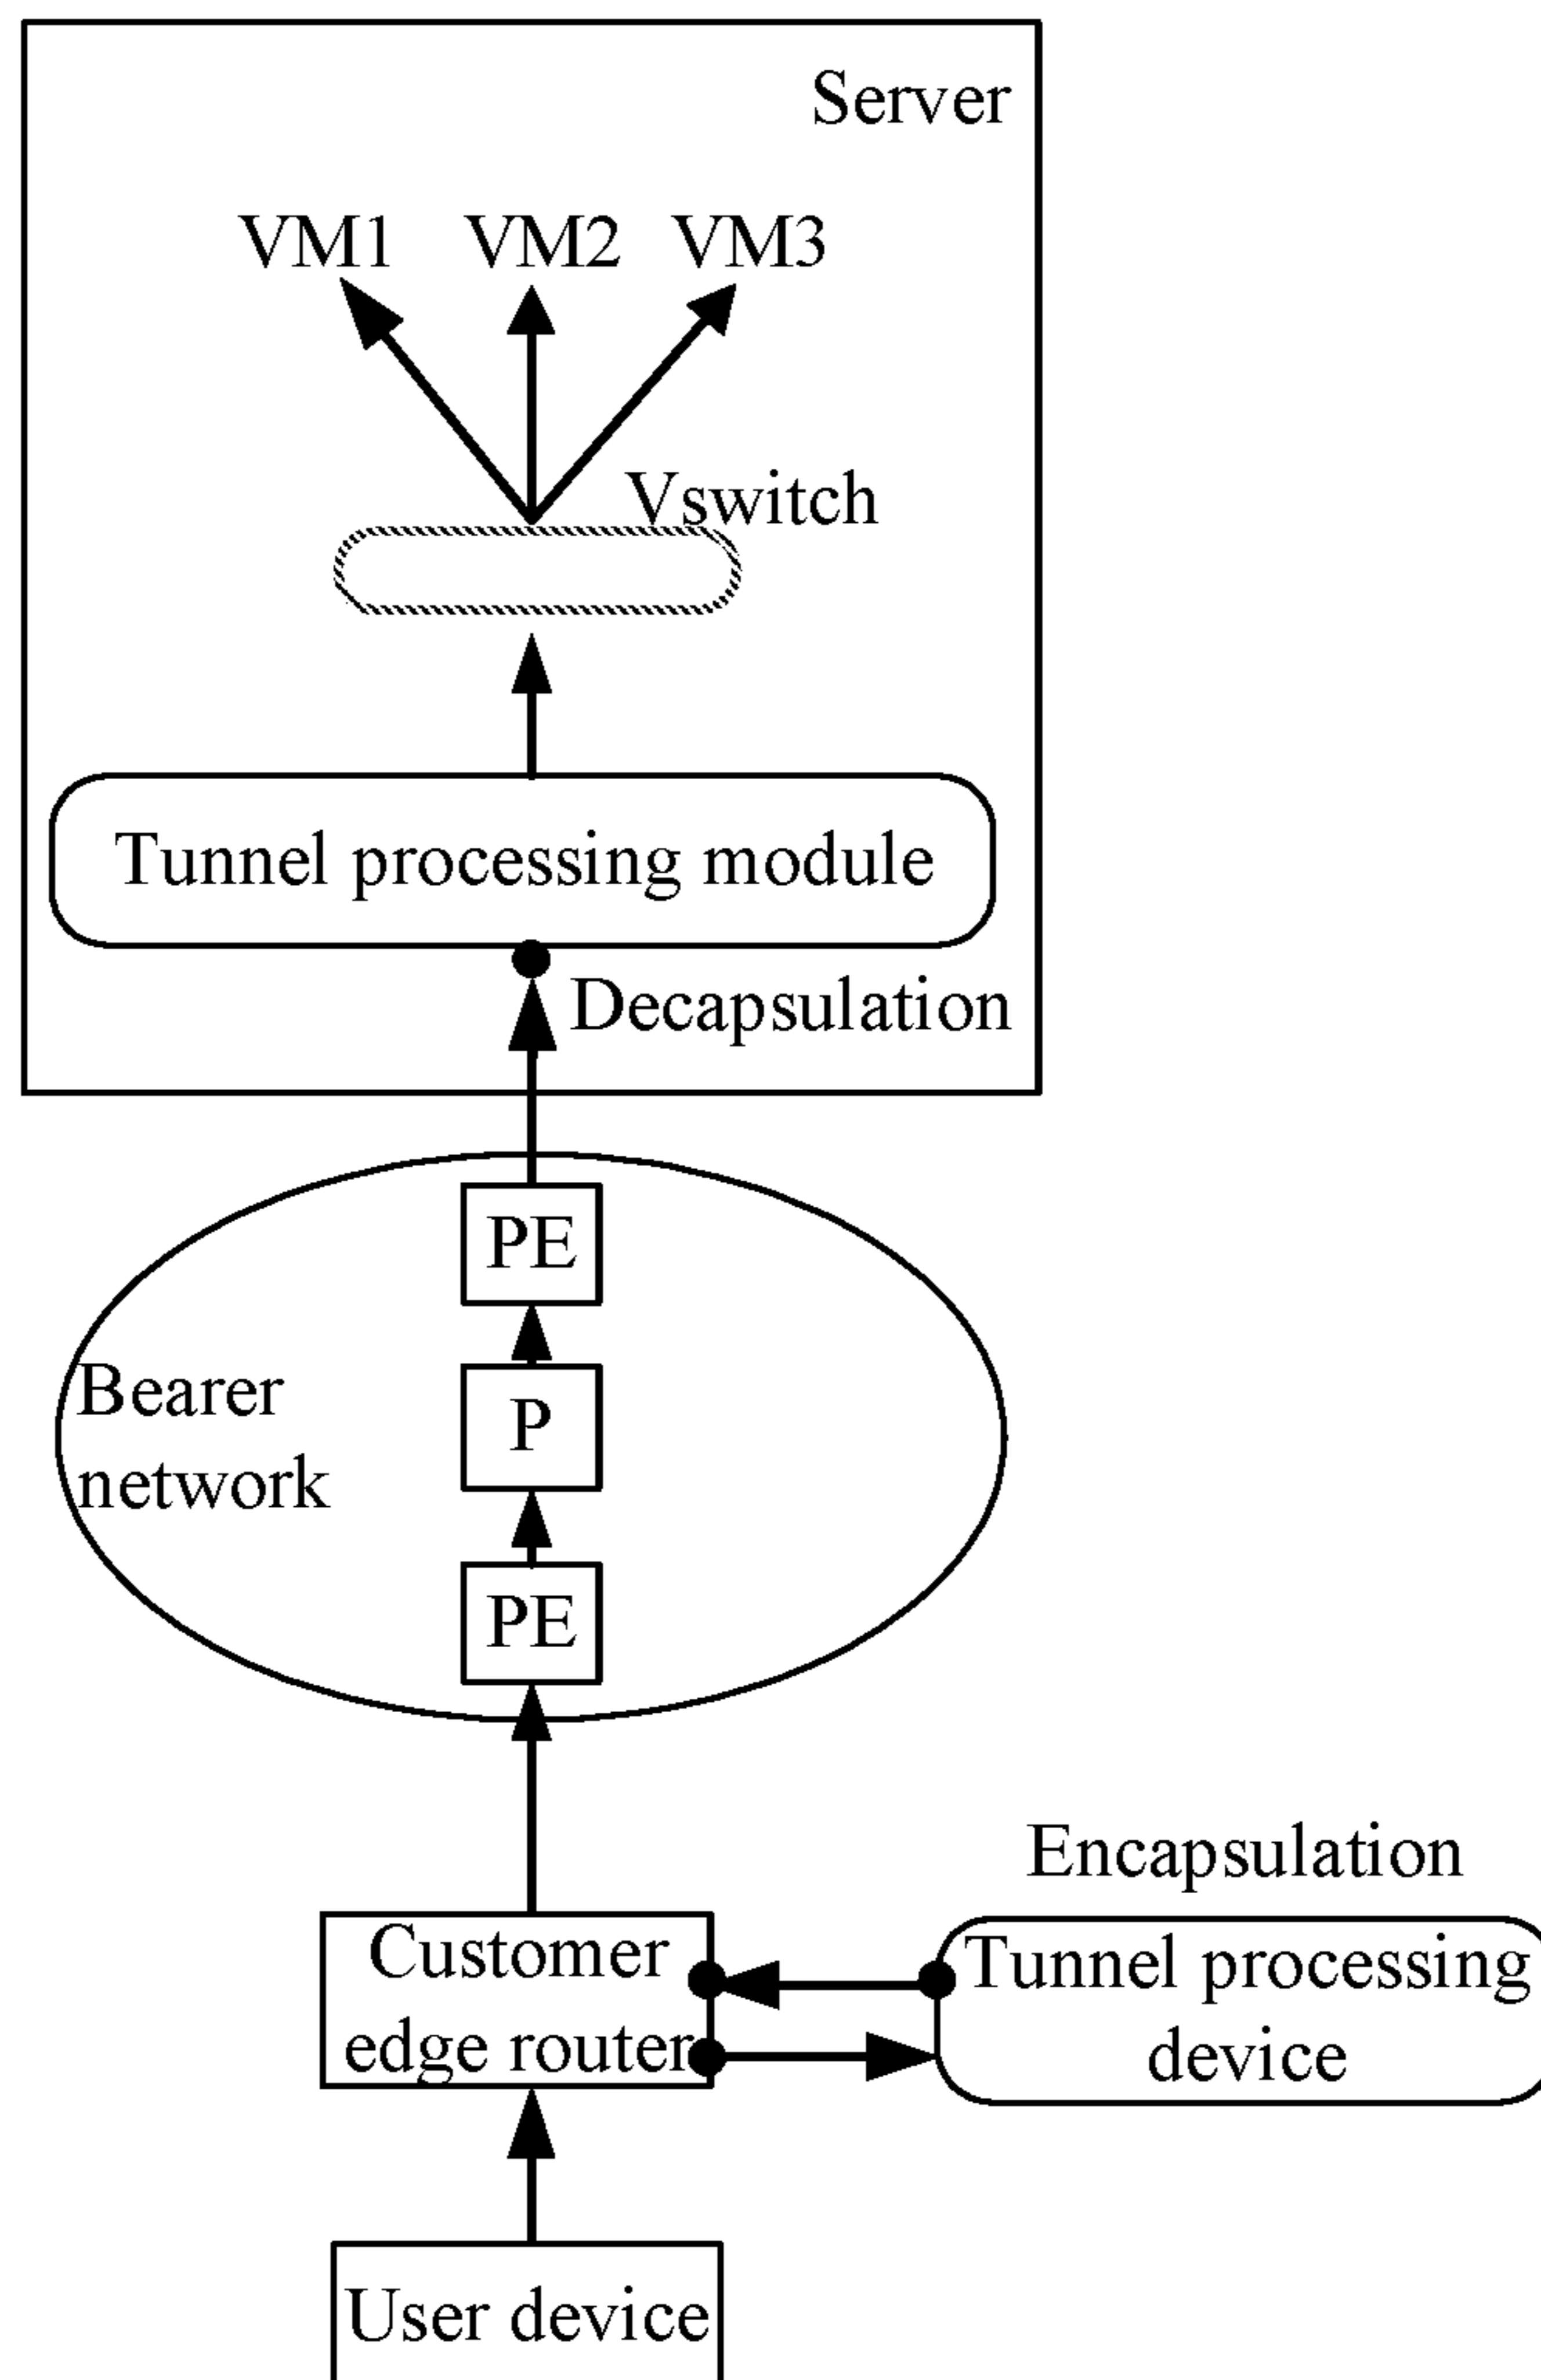 Server
VM1 VM2 VM3
Vswitch
Tunnel processing module
Decapsulation
PE
Bearer
network
P
PE
Encapsulation
Customer
edge router
Tunnel processing
device
User device